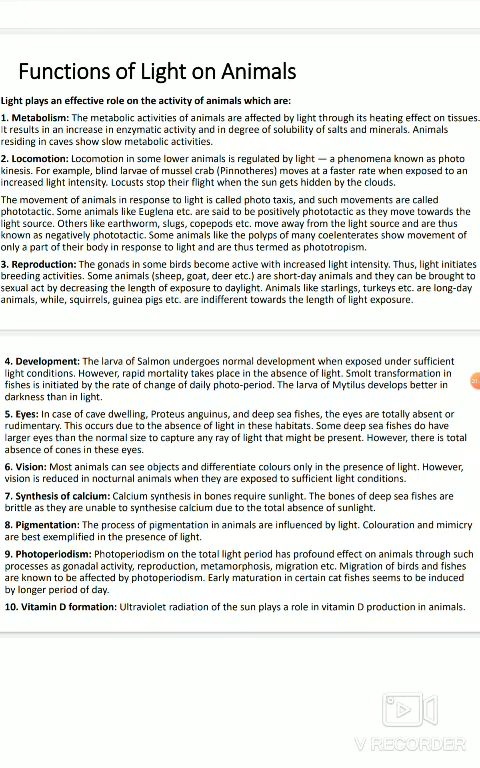 Functions of Light on Animals
Light plays an effective role on the activity of animals which are:
1. Metabolism: The metabolic activities of animals are affected by light through its heating effect on tissues.
It results in an increase in enzymatic activity and in degree of solubility of salts and minerals. Animals
residing in caves show slow metabolic activities.
2. Locomotion: Locomotion in some lower animals is regulated by light — a phenomena known as photo
kinesis. For example, blind larvae of mussel crab (Pinnotheres) moves at a faster rate when exposed to an
increased light intensity. Locusts stop their flight when the sun gets hidden by the clouds.
The movement of animals in response to light is called photo taxis, and such movements are called
phototactic. Some animals like Euglena etc. are said to be positively phototactic as they move towards the
light source. Others like earthworm, slugs, copepods etc. move away from the light source and are thus
known as negatively phototactic. Some animals like the polyps of many coelenterates show movement of
only a part of their body in response to light and are thus termed as phototropism.
3. Reproduction: The gonads in some birds become active with increased light intensity. Thus, light initiates
breeding activities. Some animals (sheep, goat, deer etc.) are short-day animals and they can be brought to
sexual act by decreasing the length of exposure to daylight. Animals like starlings, turkeys etc. are long-day
animals, while, squirrels, guinea pigs etc. are indifferent towards the length of light exposure.
4. Development: The larva of Salmon undergoes normal development when exposed under sufficient
light conditions. However, rapid mortality takes place in the absence of light. Smolt transformation in
fishes is initiated by the rate of change of daily photo-period. The larva of Mytilus develops better in
darkness than in light.
5. Eyes: In case of cave dwelling, Proteus anguinus, and deep sea fishes, the eyes are totally absent or
rudimentary. This occurs due to the absence of light in these habitats. Some deep sea fishes do have
larger eyes than the normal size to capture any ray of light that might be present. However, there is total
absence of cones in these eyes.
6. Vision: Most animals can see objects and differentiate colours only in the presence of light. However,
vision is reduced in nocturnal animals when they are exposed to sufficient light conditions.
7. Synthesis of calcium: Calcium synthesis in bones require sunlight. The bones of deep sea fishes are
brittle as they are unable to synthesise calcium due to the total absence of sunlight.
8. Pigmentation: The process of pigmentation in animals are influenced by light. Colouration and mimicry
are best exemplified in the presence of light.
9. Photoperiodism: Photoperiodism on the total light period has profound effect on animals through such
processes as gonadal activity, reproduction, metamorphosis, migration etc. Migration of birds and fishes
are known to be affected by photoperiodism. Early maturation in certain cat fishes seems to be induced
by longer period of day.
10. Vitamin D formation: Ultraviolet radiation of the sun plays a role in vitamin D production in animals.
V RECORDER